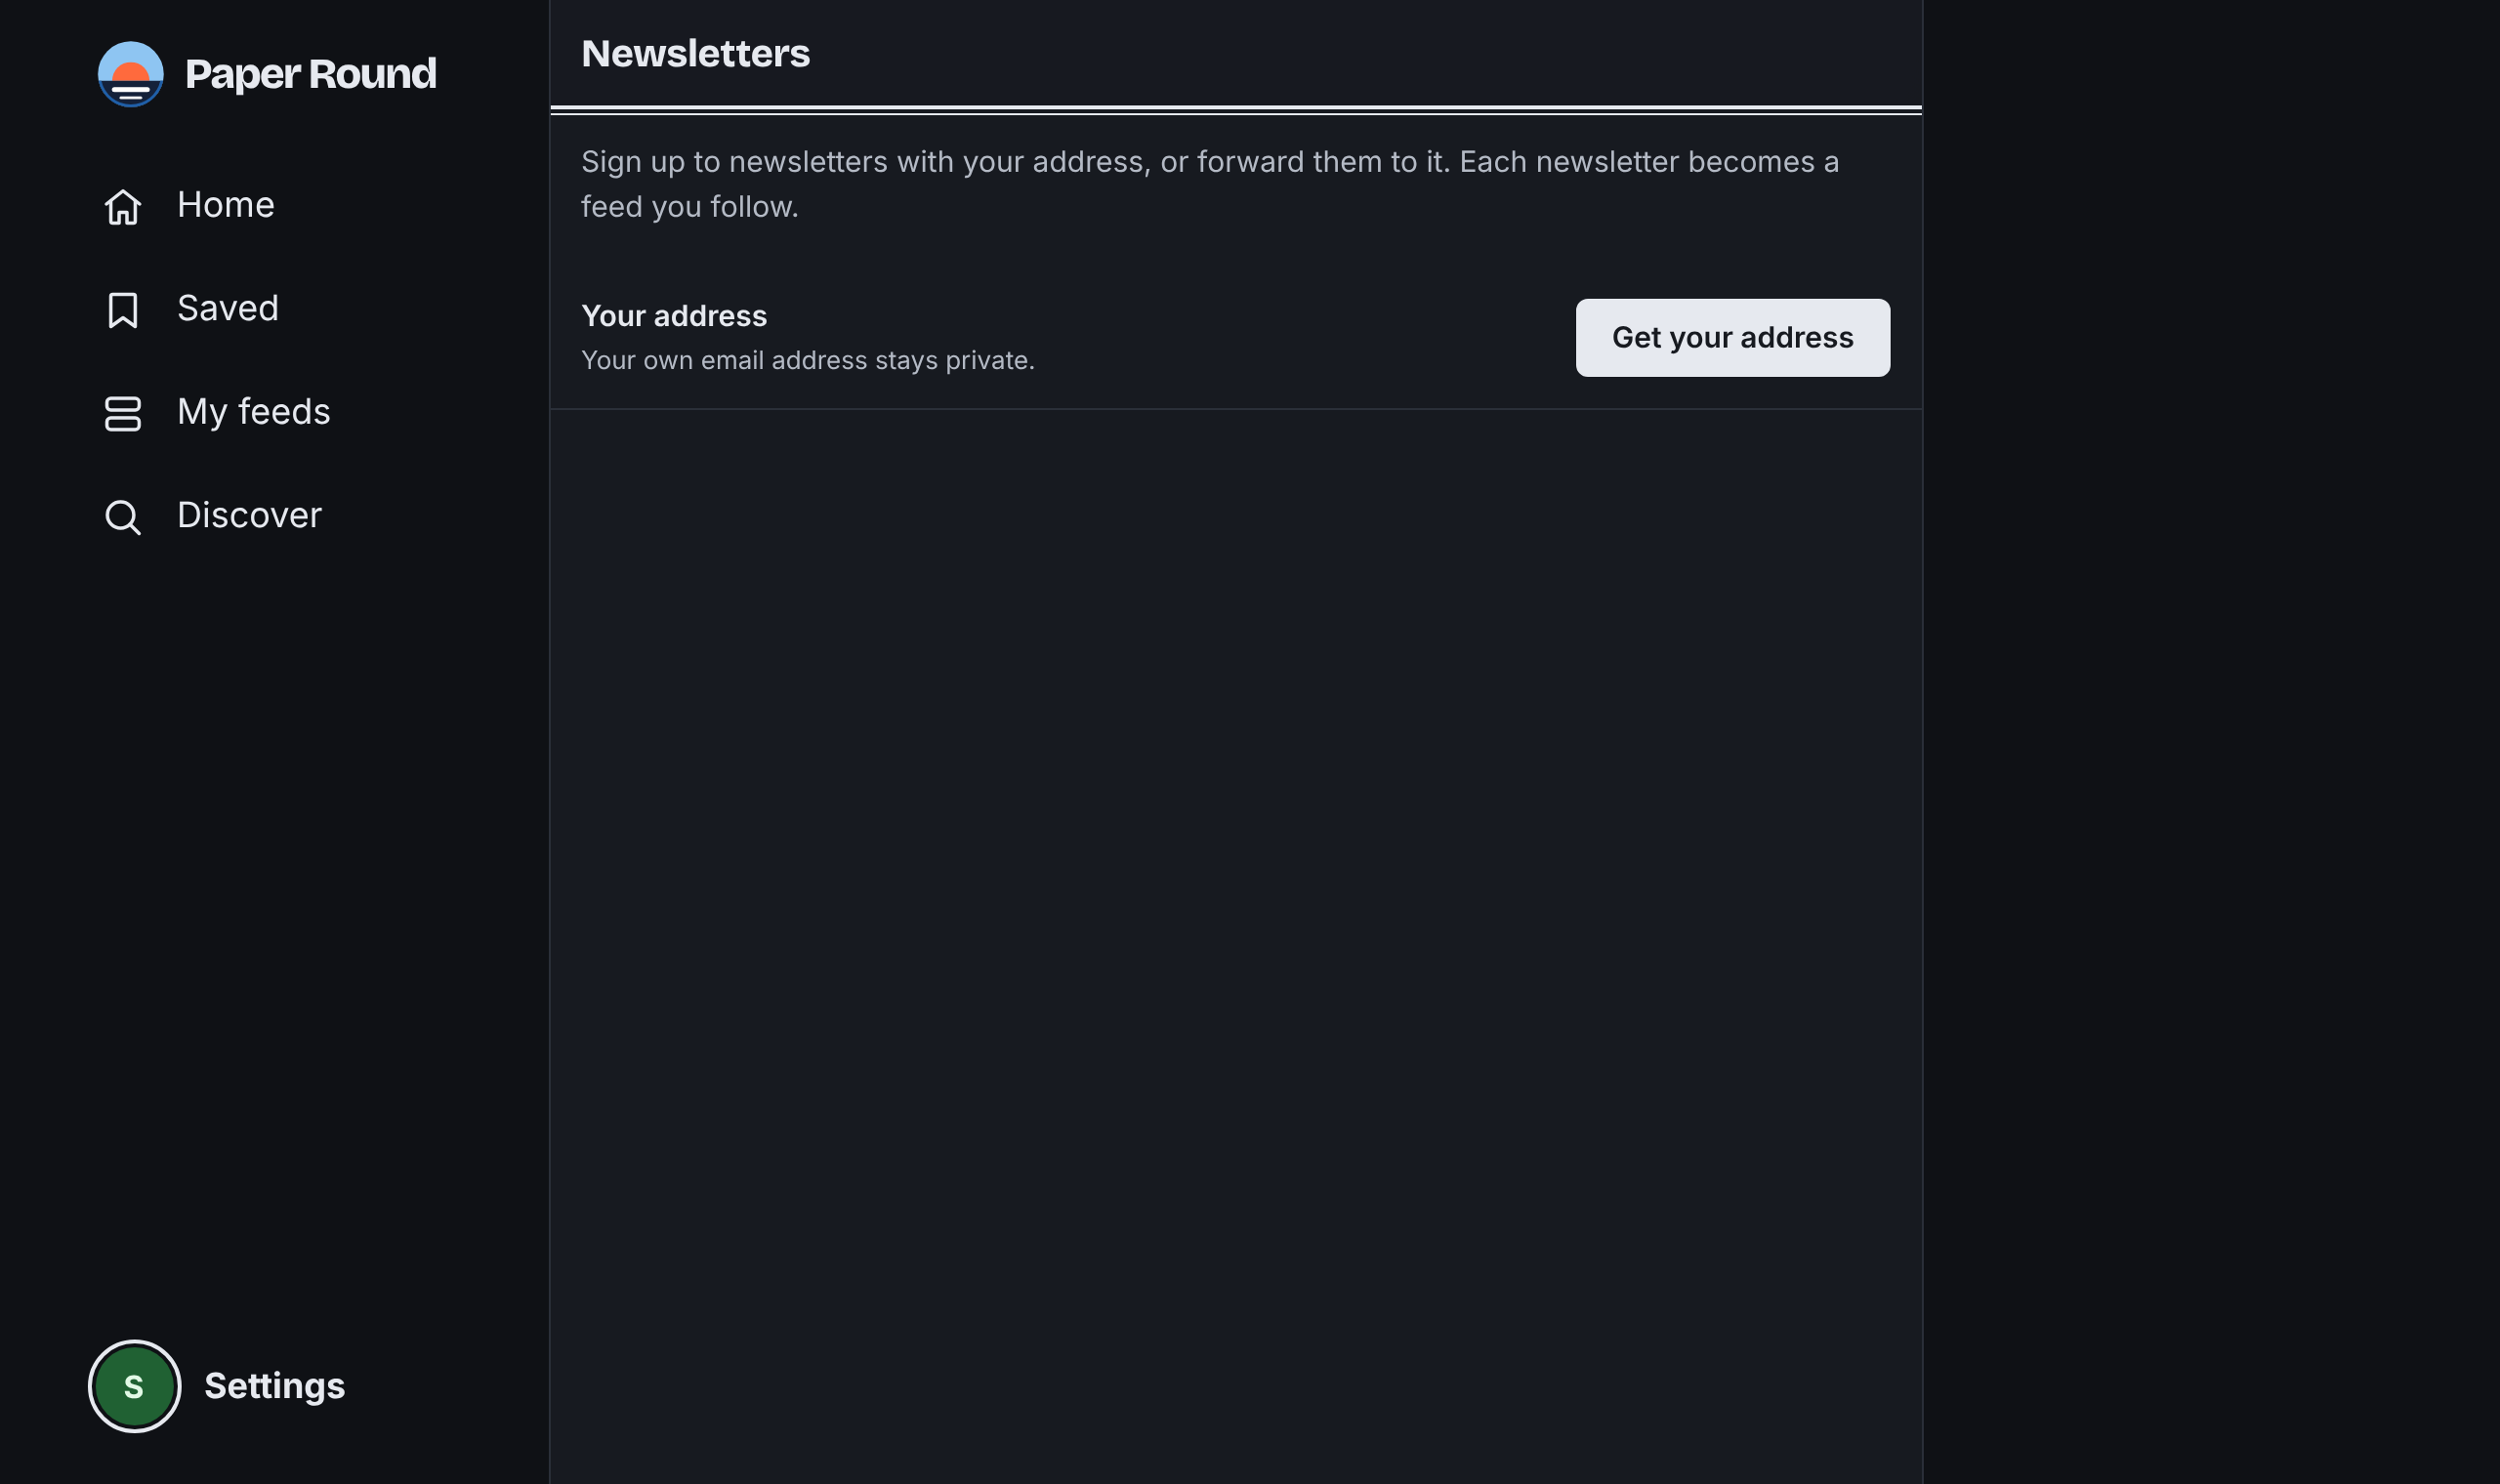 Paper Round
Home
Saved
My feeds
Discover
S
Settings
Newsletters
Sign up to newsletters with your address, or forward them to it. Each newsletter becomes a
feed you follow.
Your address
Your own email address stays private.
Get your address